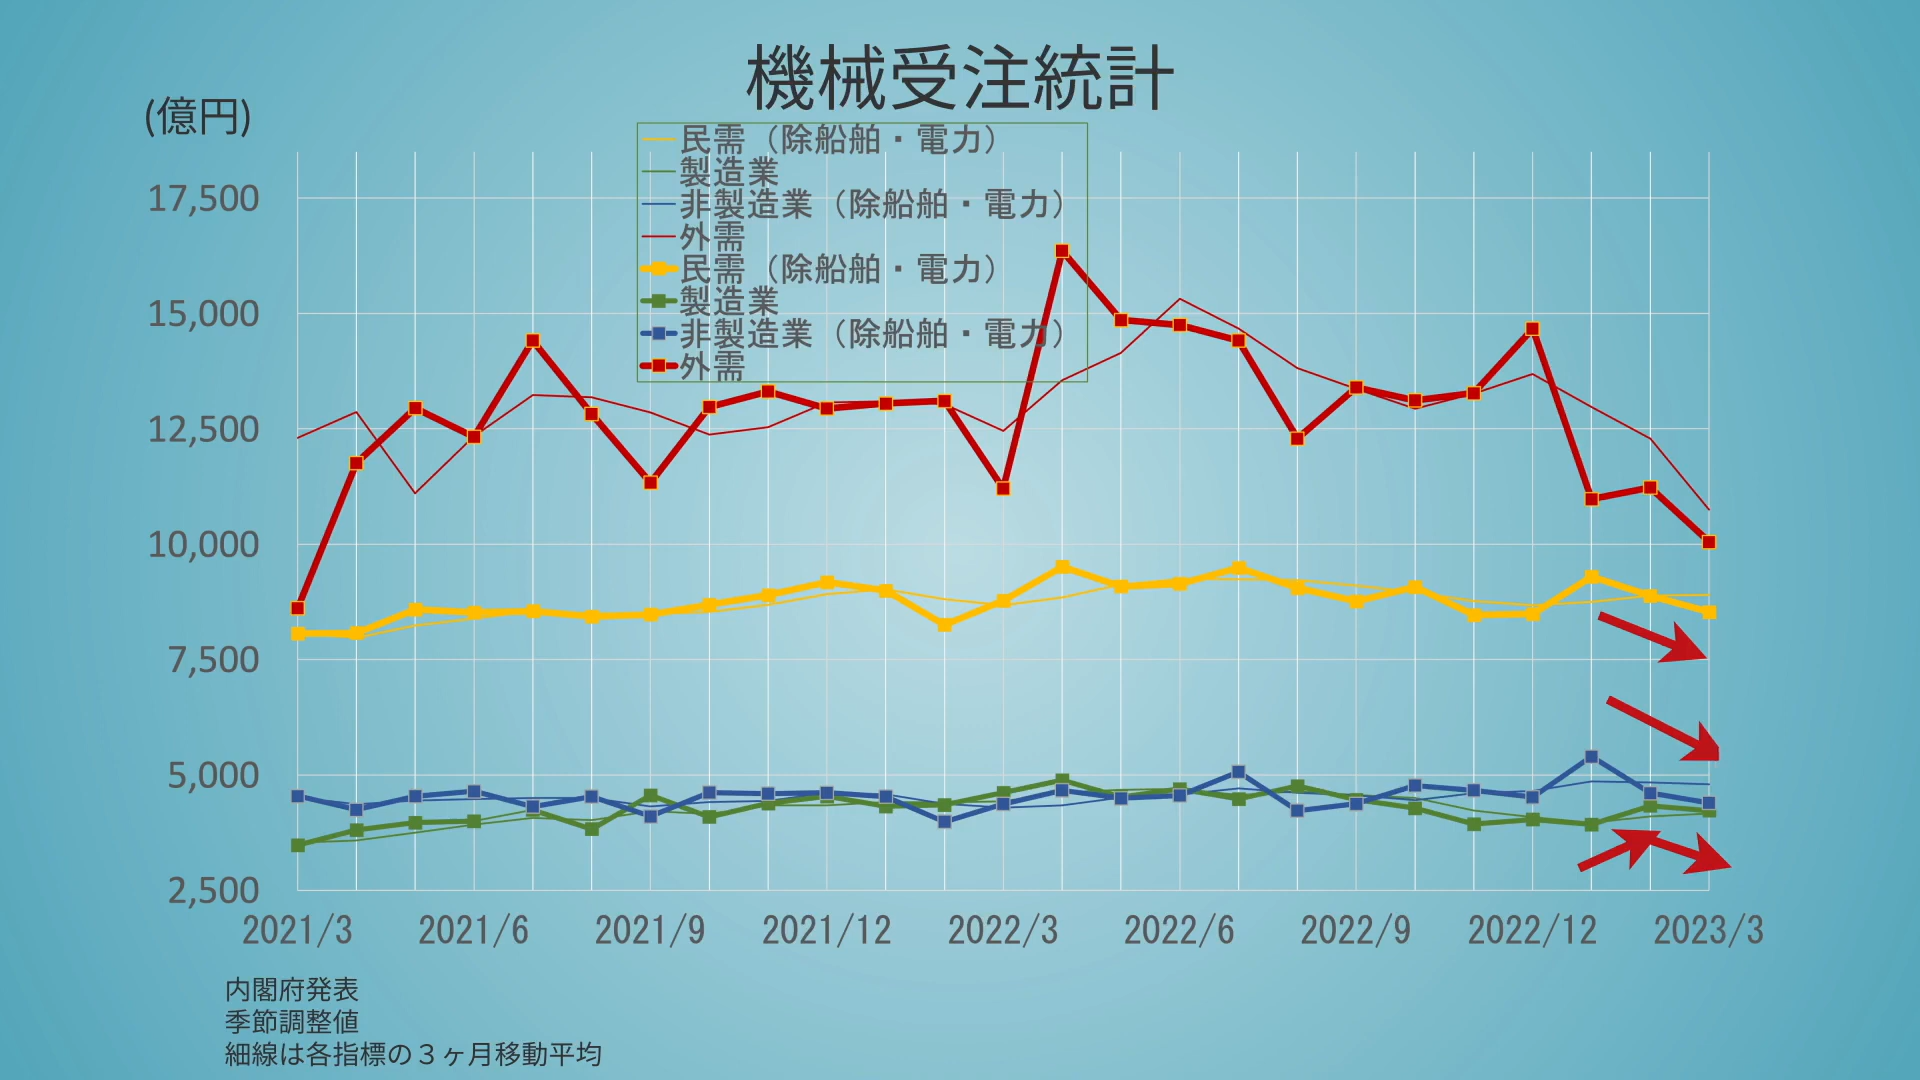 機械受注統計
(億円)
民需（除船舶・電力）
製造業
非製造業（除船舶・電力）
外需
民需（除船舶・電力）
製造業
非製造業（除船舶・電力）
外需
17,500
15,000
12,500
10,000
7,500
5,000
2,500
2021/3 2021/6 2021/9 2021/12 2022/3 2022/6 2022/9 2022/12 2023/3
内閣府発表
季節調整値
細線は各指標の３ヶ月移動平均